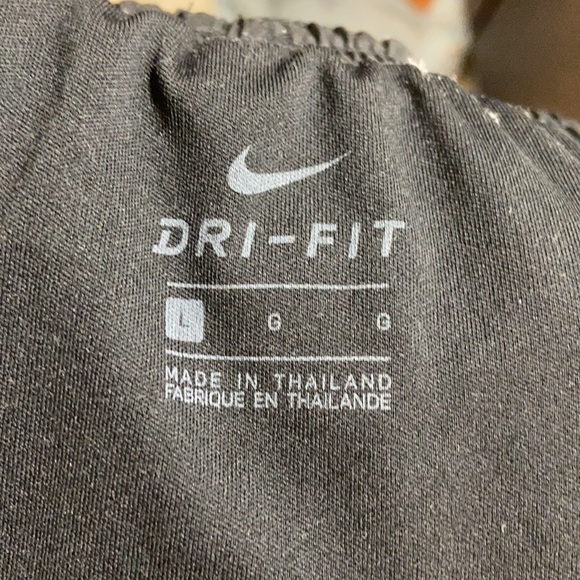 DRI-FIT
L G G
MADE IN THAILAND
FABRIQUE EN THAILANDE